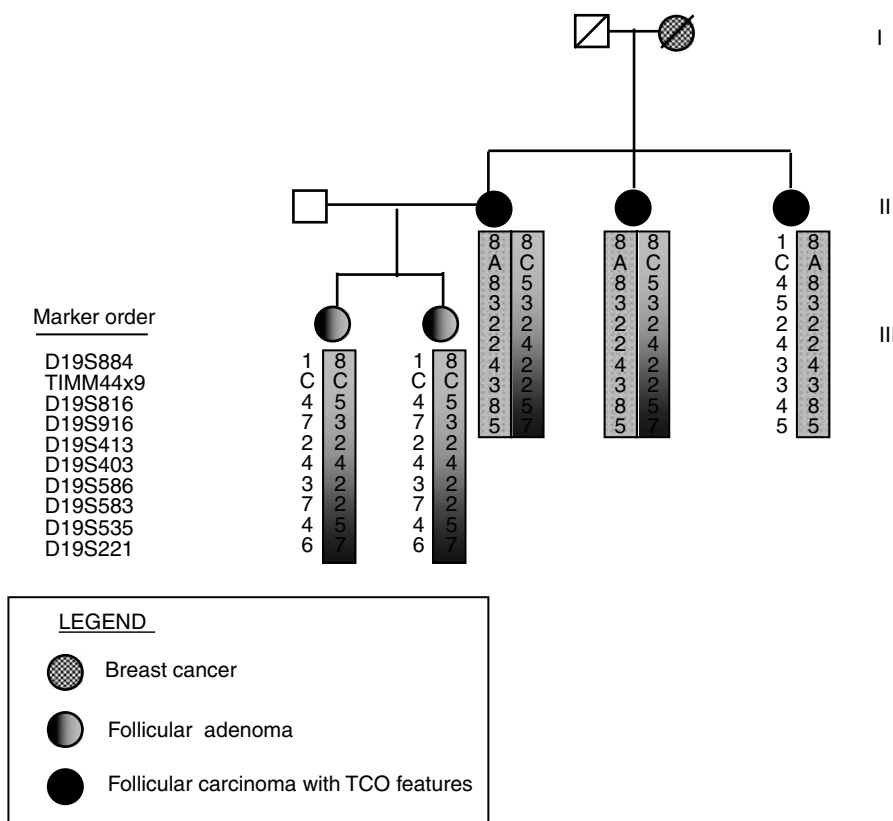 I
II
8 8 8 8 1 8
A C A C C A
8 5 8 5 4 8
3 3 3 3 5 3
2 2 2 2 2 2
2 4 2 4 4 2
4 2 4 2 3 4
3 2 3 2 3 3
8 5 8 5 4 8
5 7 5 7 5 5
III
Marker order
D19S884 1 8 1 8
TIMM44x9 C C C C
D19S816 4 5 4 5
D19S916 7 3 7 3
D19S413 2 2 2 2
D19S403 4 4 4 4
D19S586 3 2 3 2
D19S583 7 2 7 2
D19S535 4 5 4 5
D19S221 6 7 6 7
LEGEND
Breast cancer
Follicular adenoma
Follicular carcinoma with TCO features